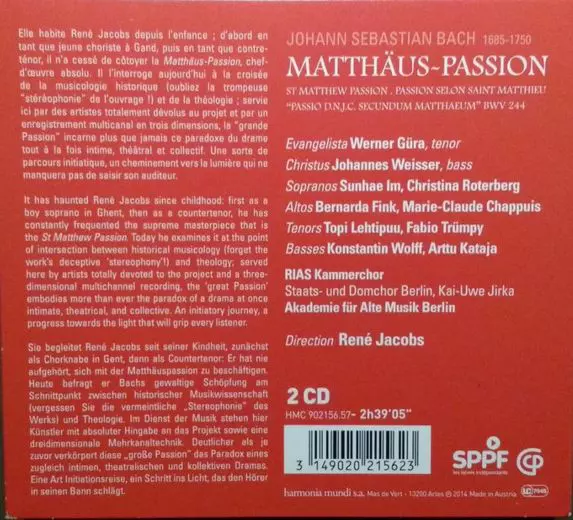 Elle habite René Jacobs depuis l'enfance ; d'abord en
tant que jeune choriste à Gand, puis en tant que contre-
ténor, il n'a cessé de côtoyer la Matthäus-Passion, chef-
d'œuvre absolu. Il l'interroge aujourd'hui à la croisée
de la musicologie historique (oubliez la trompeuse
"stéréophonie" de l'ouvrage !) et de la théologie ; servie
ici par des artistes totalement dévolus au projet et par un
enregistrement multicanal en trois dimensions, la "grande
Passion" incarne plus que jamais ce paradoxe du drame
tout à la fois intime, théâtral et collectif. Une sorte de
parcours initiatique, un cheminement vers la lumière qui ne
manquera pas de saisir son auditeur.
It has haunted René Jacobs since childhood: first as a
boy soprano in Ghent, then as a countertenor, he has
constantly frequented the supreme masterpiece that is
the St Matthew Passion. Today he examines it at the point
of intersection between historical musicology (forget
the work's deceptive 'stereophony'!) and theology; served
here by artists totally devoted to the project and a three-
dimensional multichannel recording, the 'great Passion'
embodies more than ever the paradox of a drama at once
intimate, theatrical, and collective. An initiatory journey, a
progress towards the light that will grip every listener.
Sie begleitet René Jacobs seit seiner Kindheit, zunächst
als Chorknabe in Gent, dann als Countertenor: Er hat nie
aufgehört, sich mit der Matthäuspassion zu beschäftigen.
Heute befragt er Bachs gewaltige Schöpfung am
Schnittpunkt zwischen historischer Musikwissenschaft
(vergessen Sie die vermeintliche „Stereophonie" des
Werks) und Theologie. Im Dienst der Musik stehen hier
Künstler mit absoluter Hingabe an das Projekt sowie eine
dreidimensionale Mehrkanaltechnik. Deutlicher als je
zuvor verkörpert diese „große Passion" das Paradox eines
zugleich intimen, theatralischen und kollektiven Dramas.
Eine Art Initiationsreise, ein Schritt ins Licht, das den Hörer
in seinen Bann schlägt.
JOHANN SEBASTIAN BACH 1685-1750
MATTHÄUS-PASSION
ST MATTHEW PASSION . PASSION SELON SAINT MATTHIEU
"PASSIO D.N.J.C. SECUNDUM MATTHAEUM" BWV 244
Evangelista Werner Güra, tenor
Christus Johannes Weisser, bass
Sopranos Sunhae Im, Christina Roterberg
Altos Bernarda Fink, Marie-Claude Chappuis
Tenors Topi Lehtipuu, Fabio Trümpy
Basses Konstantin Wolff, Arttu Kataja
RIAS Kammerchor
Staats- und Domchor Berlin, Kai-Uwe Jirka
Akademie für Alte Musik Berlin
Direction René Jacobs
2 CD
HMC 902156.57– 2h39'05"
3 149020 215623
SPPF
les labels indépendants
LC 7045
harmonia mundi s.a. Mas de Vert - 13200 Arles ℗ 2014 Made in Austria